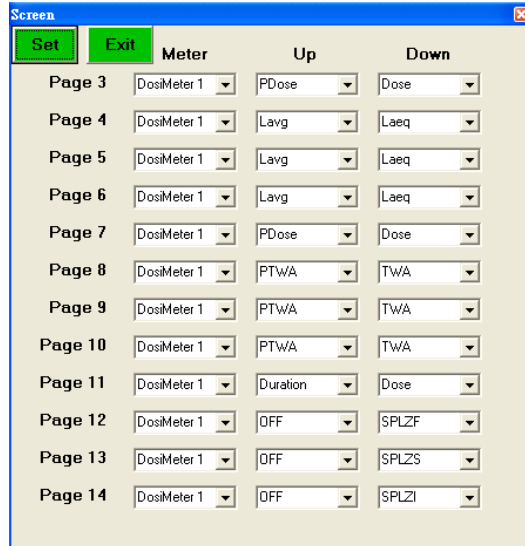 Screen
Set Exit Meter Up Down
Page 3 DosiMeter 1 PDose Dose
Page 4 DosiMeter 1 Lavg Laeq
Page 5 DosiMeter 1 Lavg Laeq
Page 6 DosiMeter 1 Lavg Laeq
Page 7 DosiMeter 1 PDose Dose
Page 8 DosiMeter 1 PTWA TWA
Page 9 DosiMeter 1 PTWA TWA
Page 10 DosiMeter 1 PTWA TWA
Page 11 DosiMeter 1 Duration Dose
Page 12 DosiMeter 1 OFF SPLZF
Page 13 DosiMeter 1 OFF SPLZS
Page 14 DosiMeter 1 OFF SPLZI